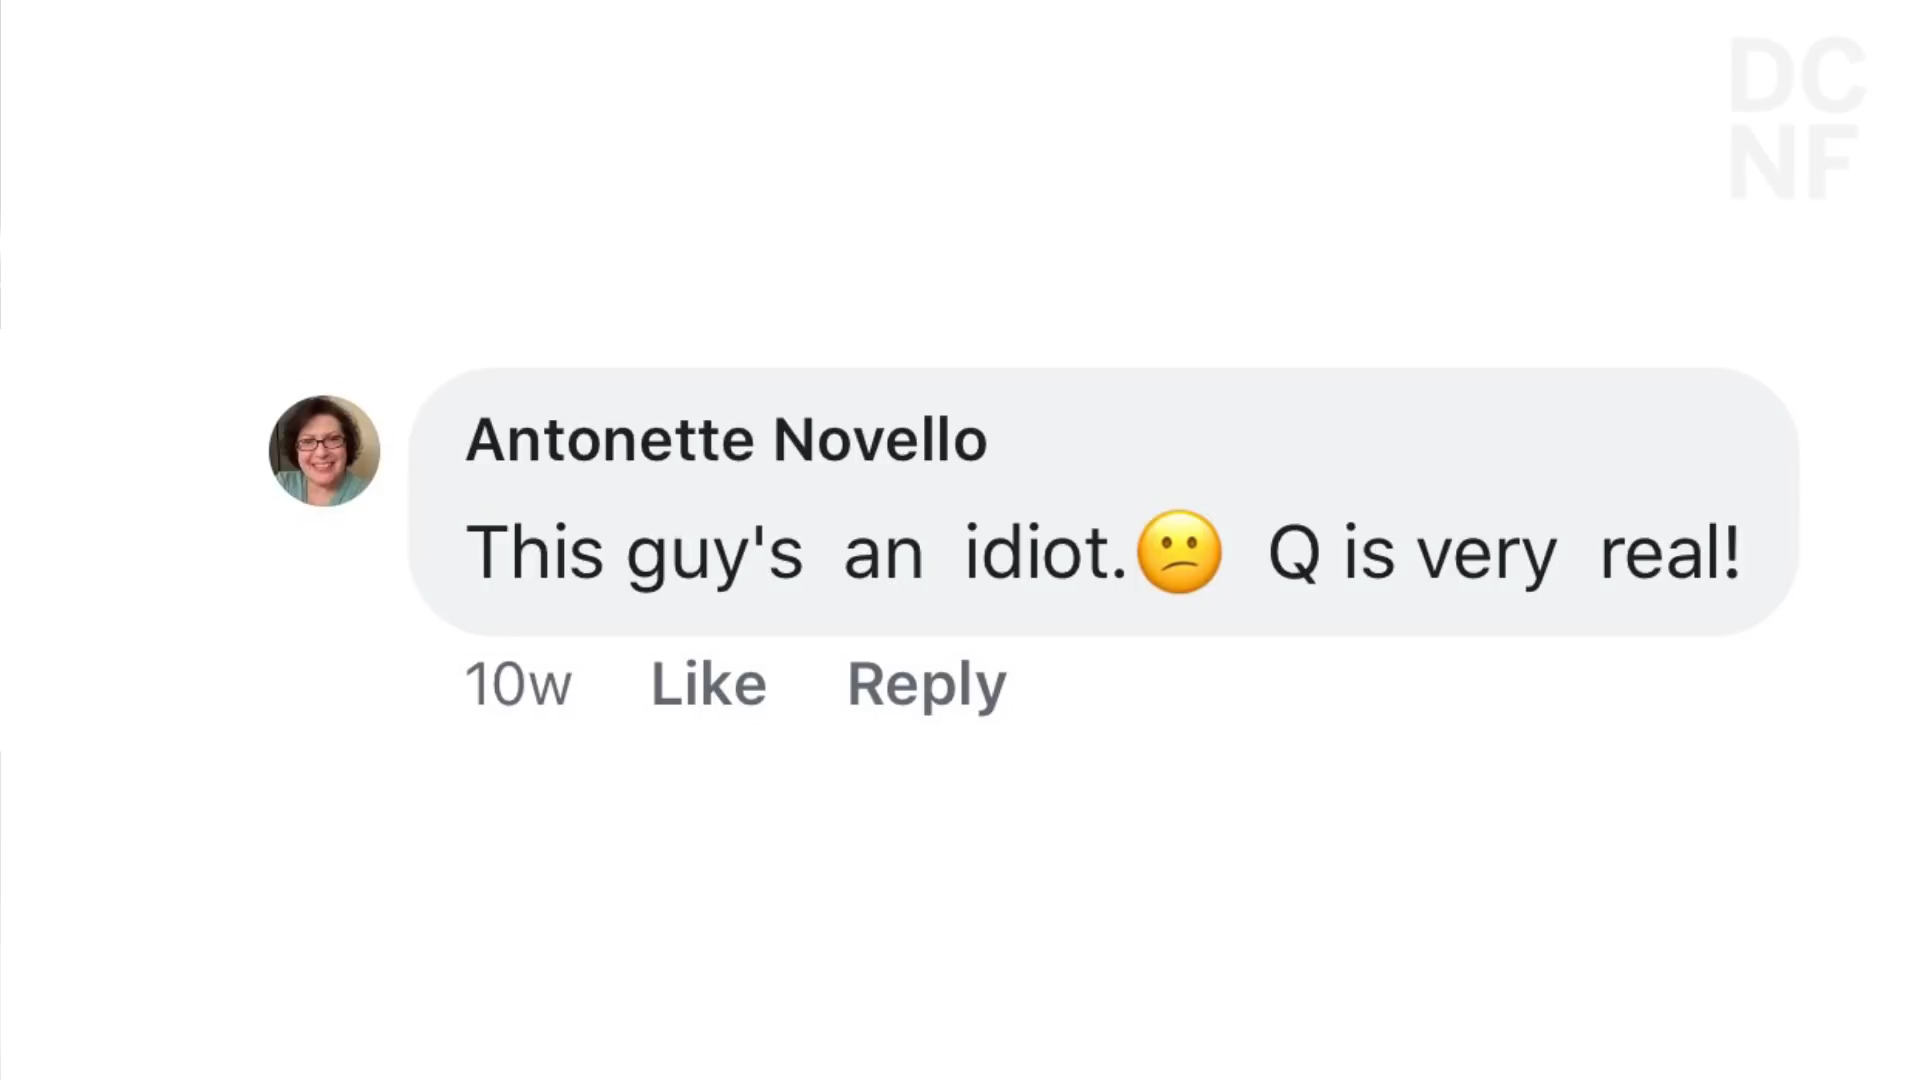 DC
NF
Antonette Novello
This guy's an idiot.😕 Q is very real!
10w Like Reply